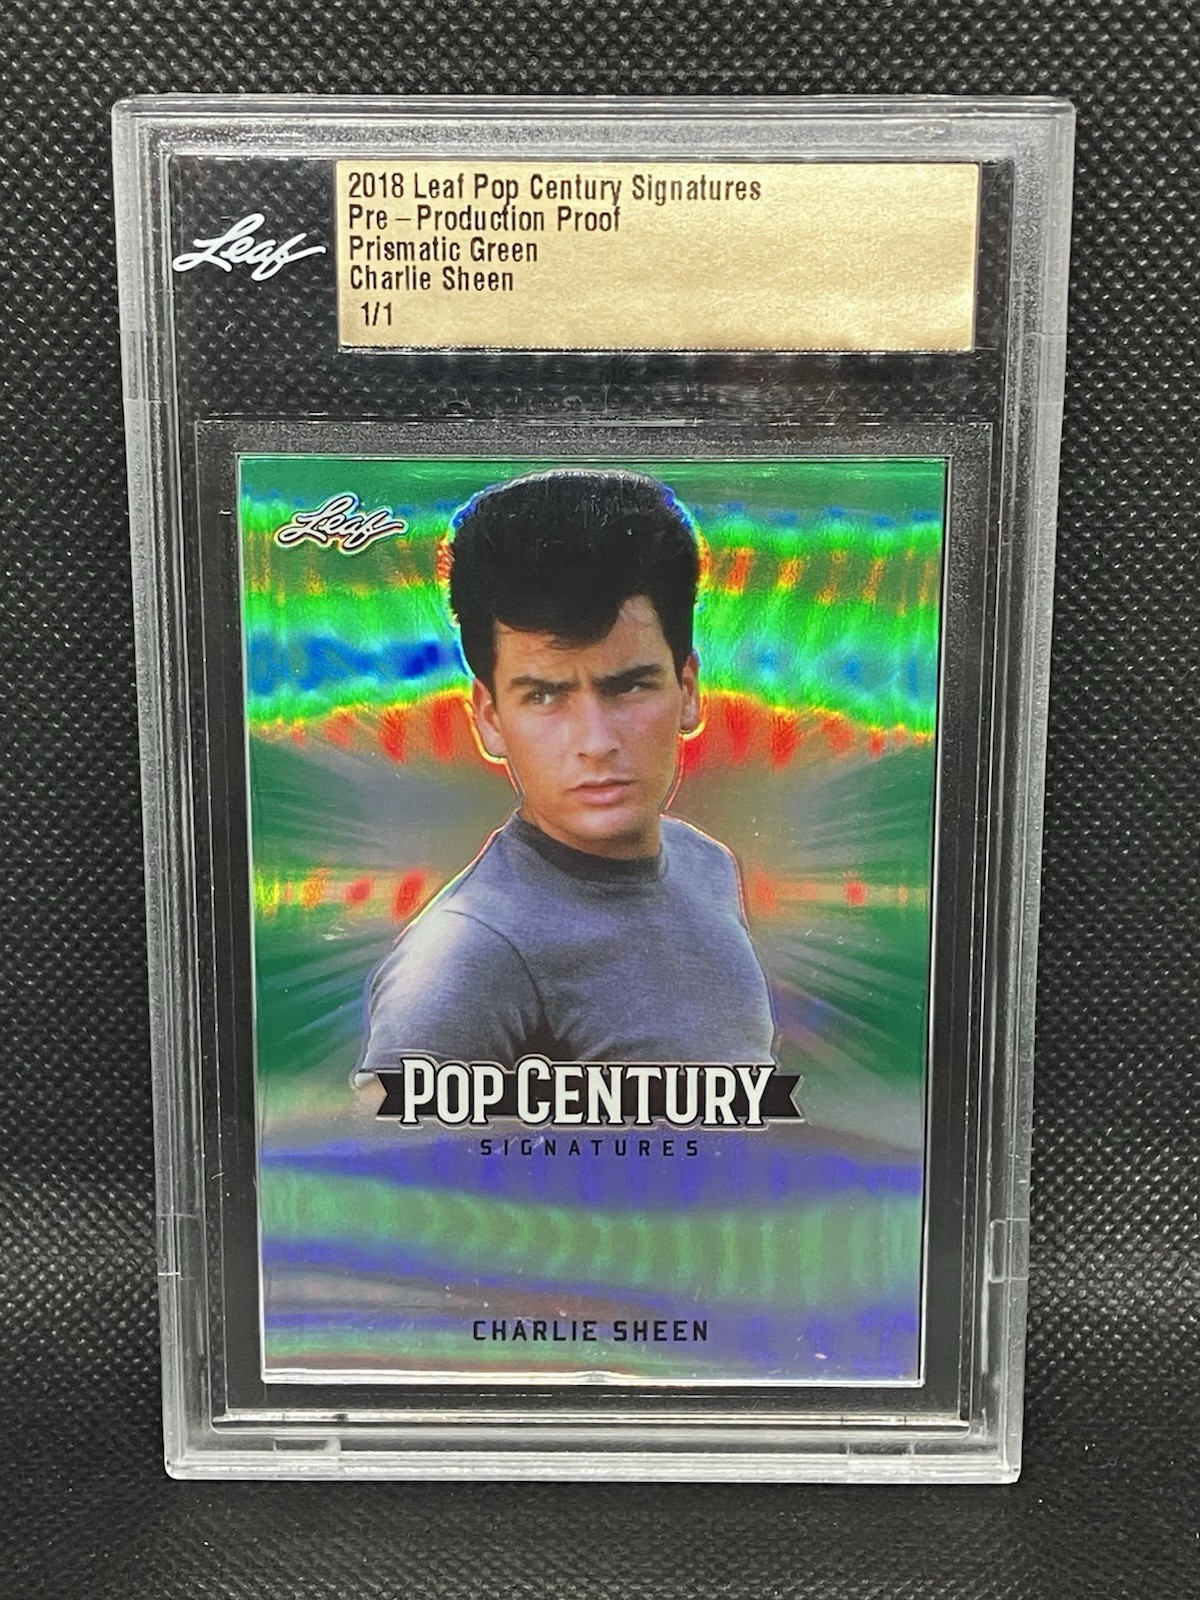 Leaf
2018 Leaf Pop Century Signatures
Pre-Production Proof
Prismatic Green
Charlie Sheen
1/1
Leaf
POP CENTURY
SIGNATURES
CHARLIE SHEEN